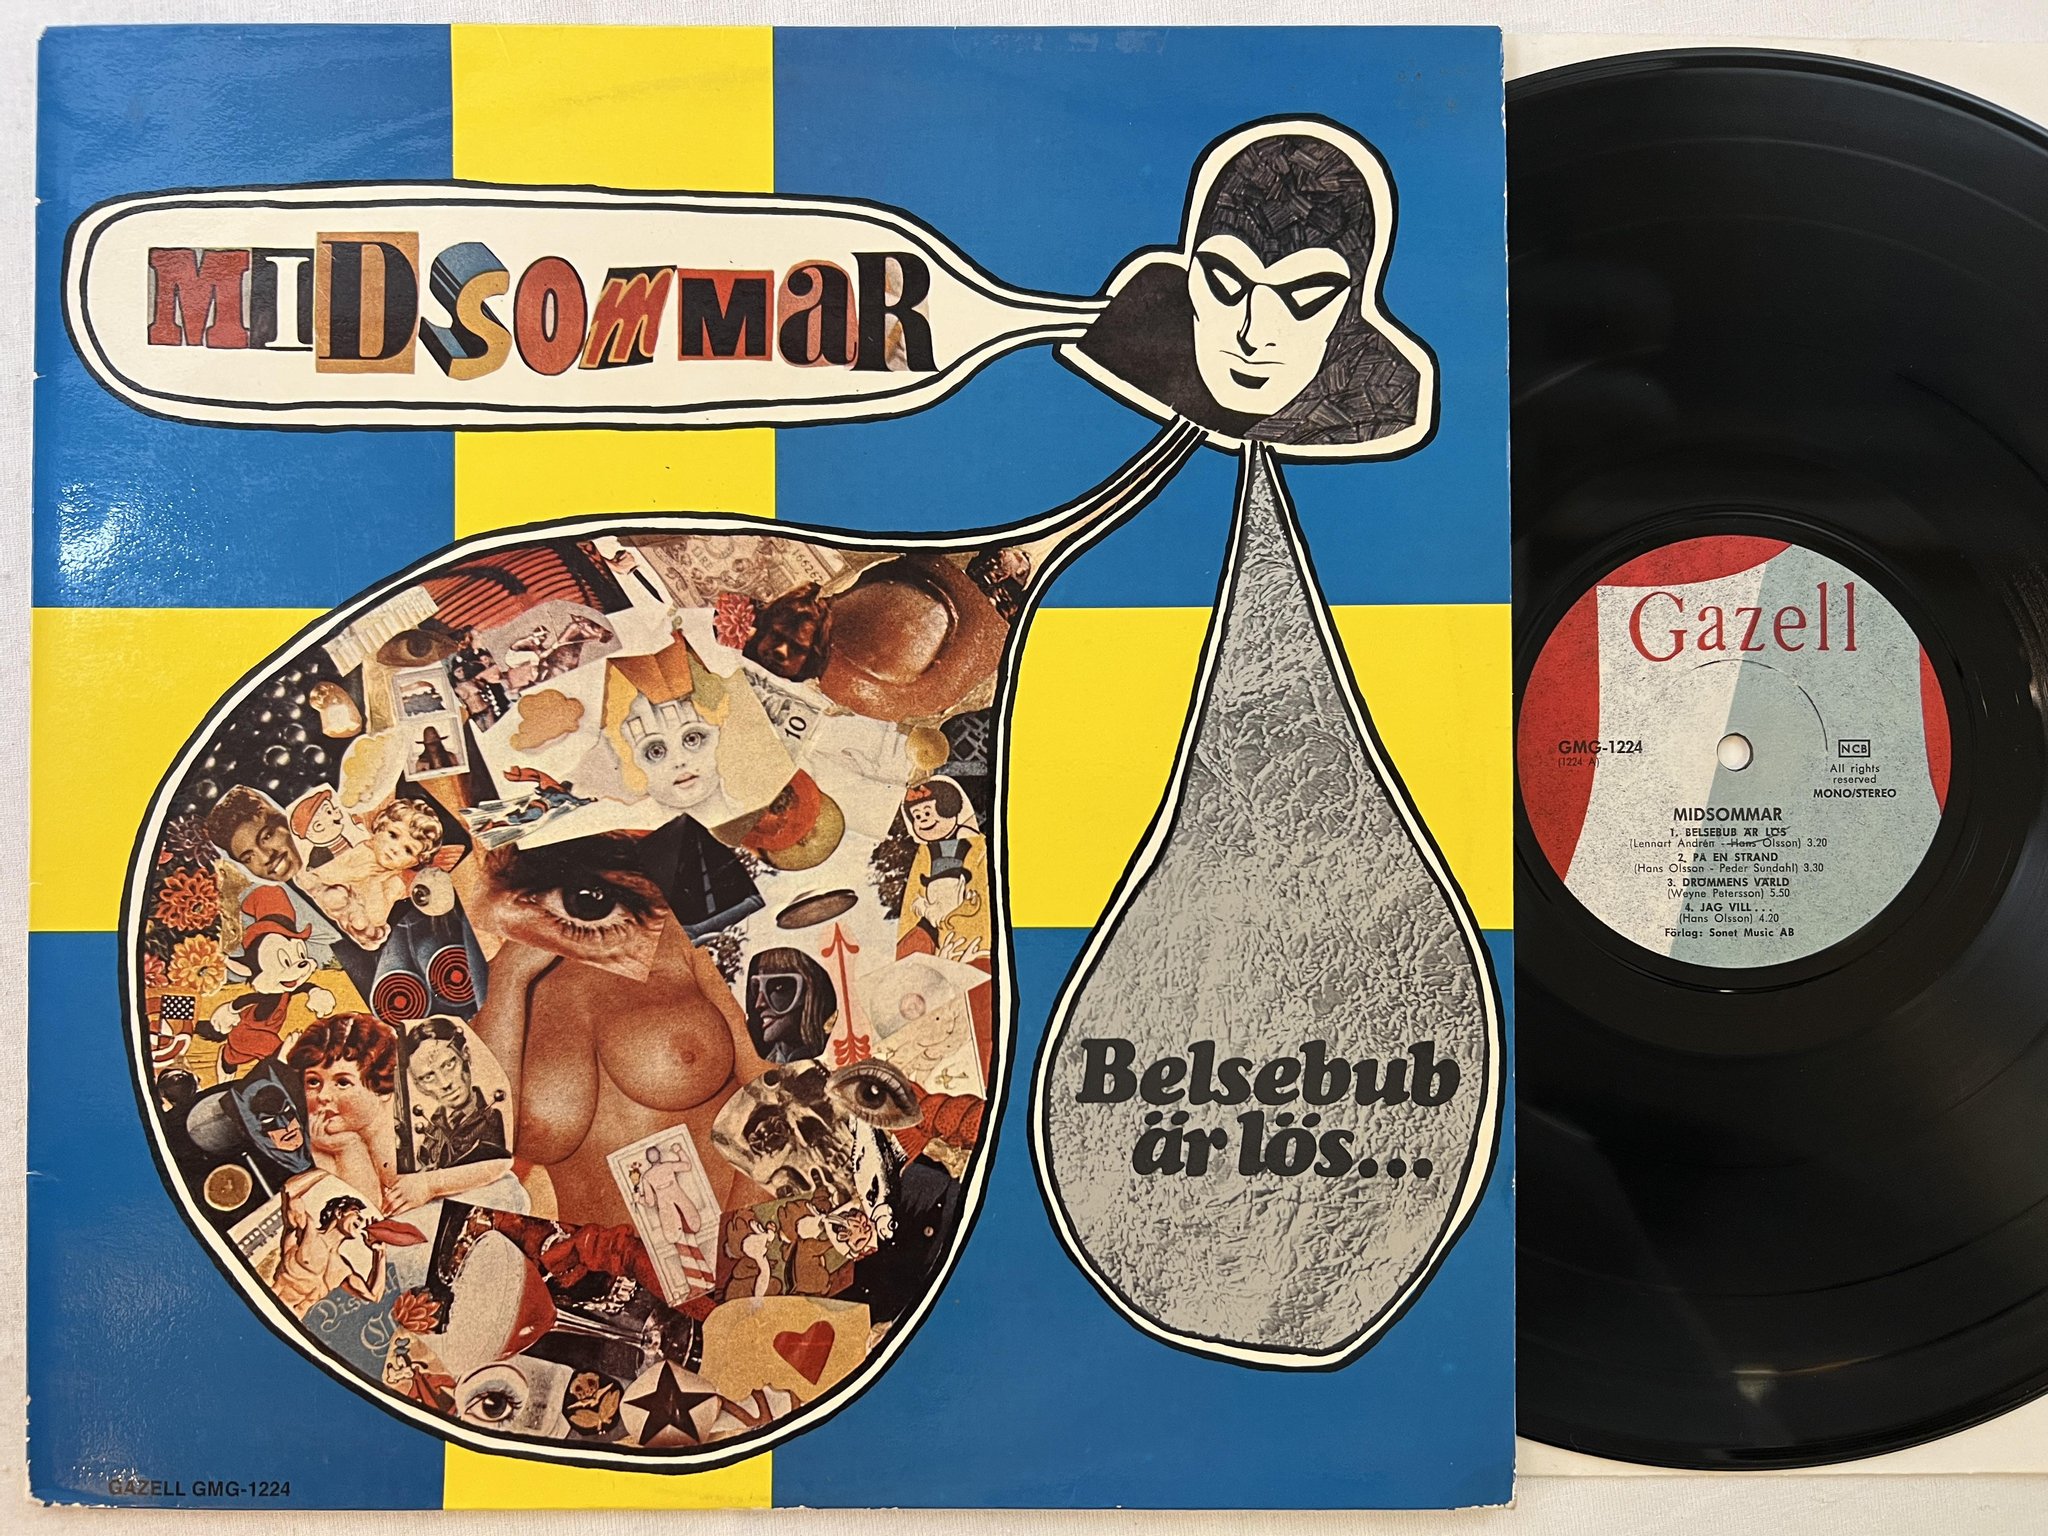 MIDSOMMAR
Belsebub
är lös...
GAZELL GMG-1224
10
Gazell
GMG-1224
(1224 A)
NCB
All rights
reserved
MONO/STEREO
MIDSOMMAR
1. BELSEBUB ÄR LÖS
(Lennart Andrén - Hans Olsson) 3.20
2. PÅ EN STRAND
(Hans Olsson - Peder Sundahl) 3.30
3. DRÖMMENS VÄRLD
(Weyne Petersson) 5.50
4. JAG VILL...
(Hans Olsson) 4.20
Förlag: Sonet Music AB